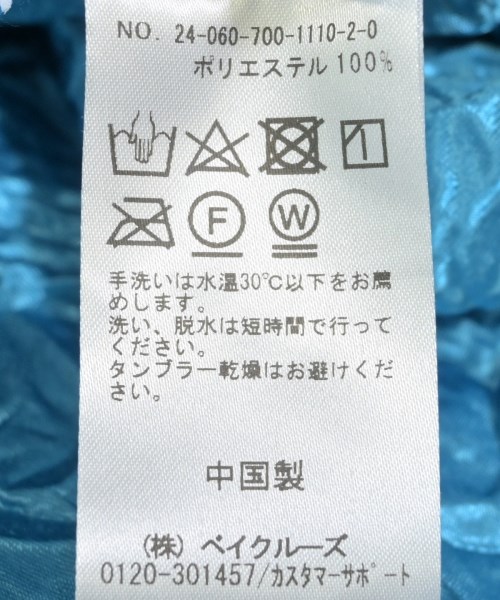 NO. 24-060-700-1110-2-0
ポリエステル100%
F
W
手洗いは水温30℃以下をお薦
めします。
洗い、脱水は短時間で行って
ください。
タンブラー乾燥はお避けくだ
さい。
中国製
(株) ベイクルーズ
0120-301457/カスタマーサポート